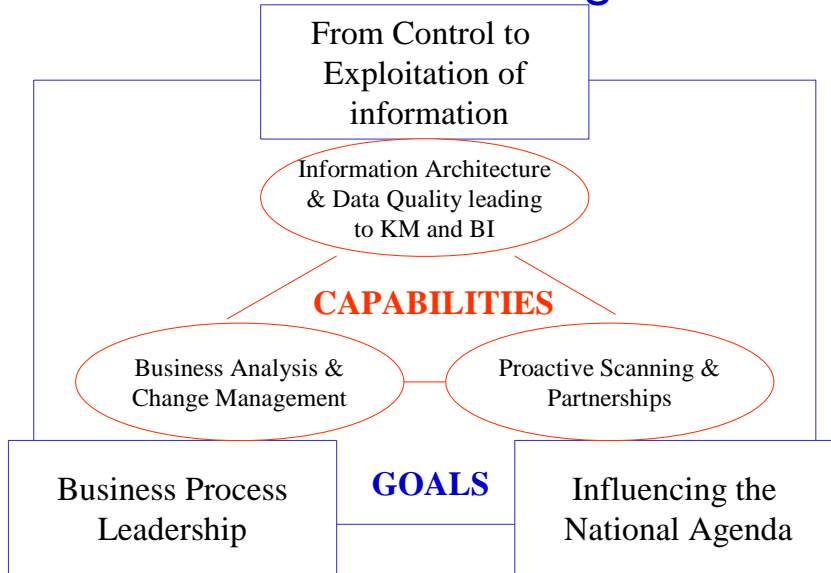 From Control to
Exploitation of
information
Information Architecture
& Data Quality leading
to KM and BI
CAPABILITIES
Business Analysis &
Change Management
Proactive Scanning &
Partnerships
Business Process
Leadership
GOALS
Influencing the
National Agenda